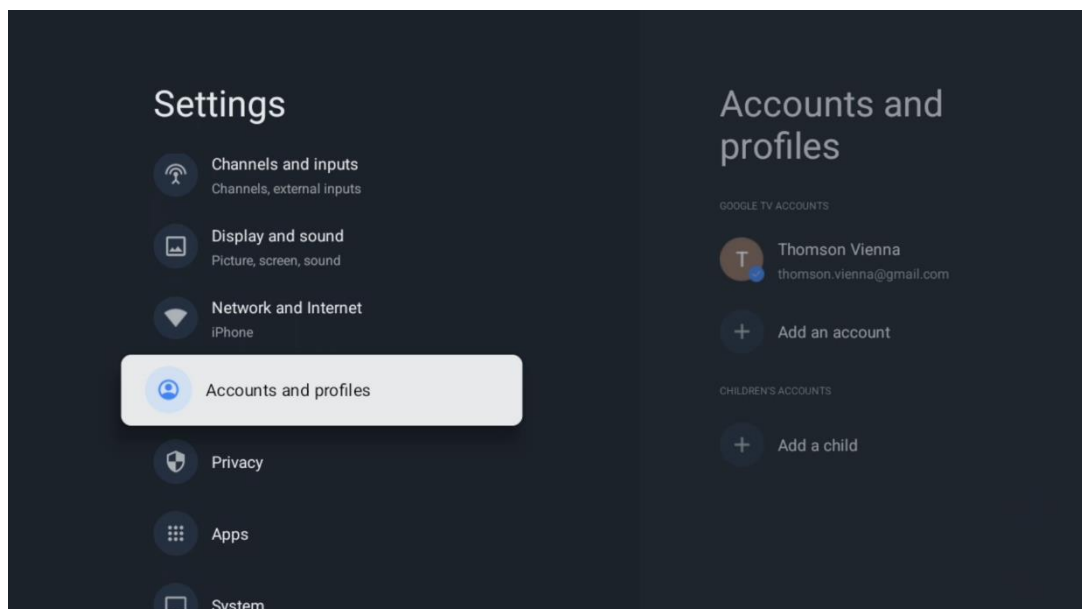 Settings
Channels and inputs
Channels, external inputs
Display and sound
Picture, screen, sound
Network and Internet
iPhone
Accounts and profiles
Privacy
Apps
System
Accounts and
profiles
GOOGLE TV ACCOUNTS
T
Thomson Vienna
thomson.vienna@gmail.com
Add an account
CHILDREN'S ACCOUNTS
Add a child